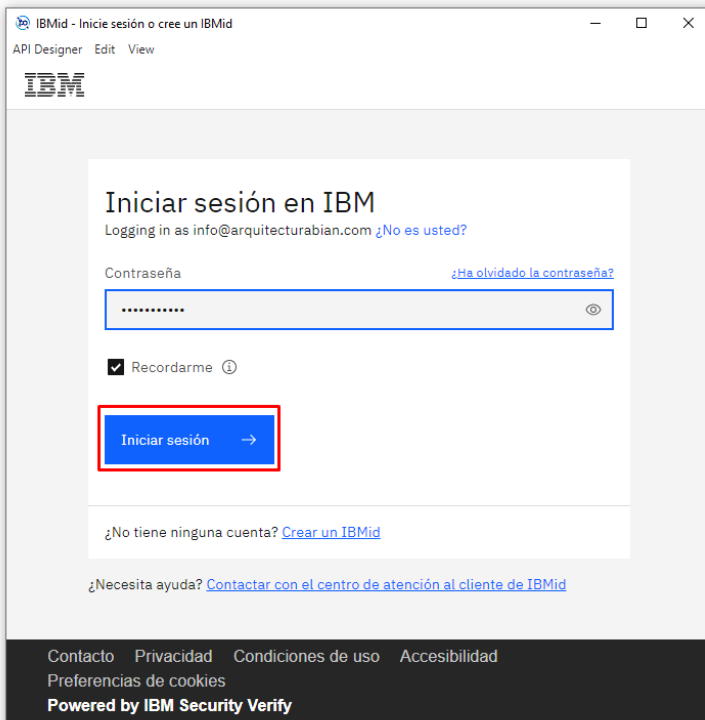 IBMid - Inicie sesión o cree un IBMid
API Designer Edit View
IBM
Iniciar sesión en IBM
Logging in as info@arquitecturabian.com ¿No es usted?
Contraseña ¿Ha olvidado la contraseña?
•••••••••••
Recordarme
Iniciar sesión →
¿No tiene ninguna cuenta? Crear un IBMid
¿Necesita ayuda? Contactar con el centro de atención al cliente de IBMid
Contacto Privacidad Condiciones de uso Accesibilidad
Preferencias de cookies
Powered by IBM Security Verify